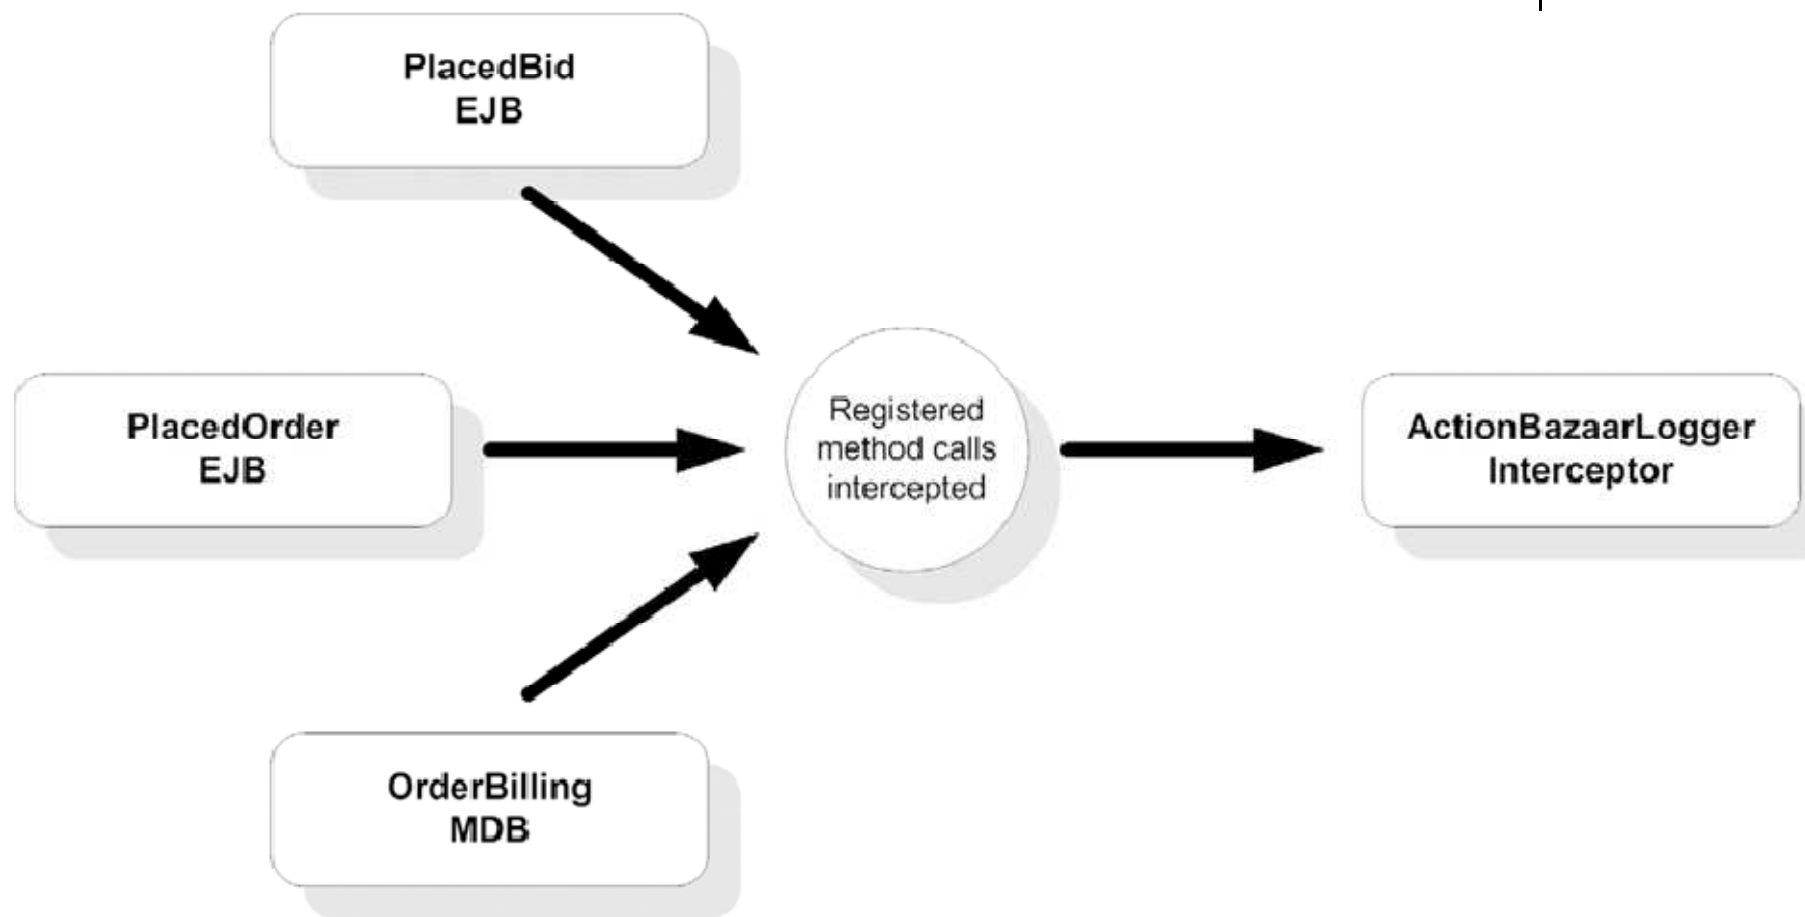 PlacedBid
EJB
PlacedOrder
EJB
Registered
method calls
intercepted
ActionBazaarLogger
Interceptor
OrderBilling
MDB